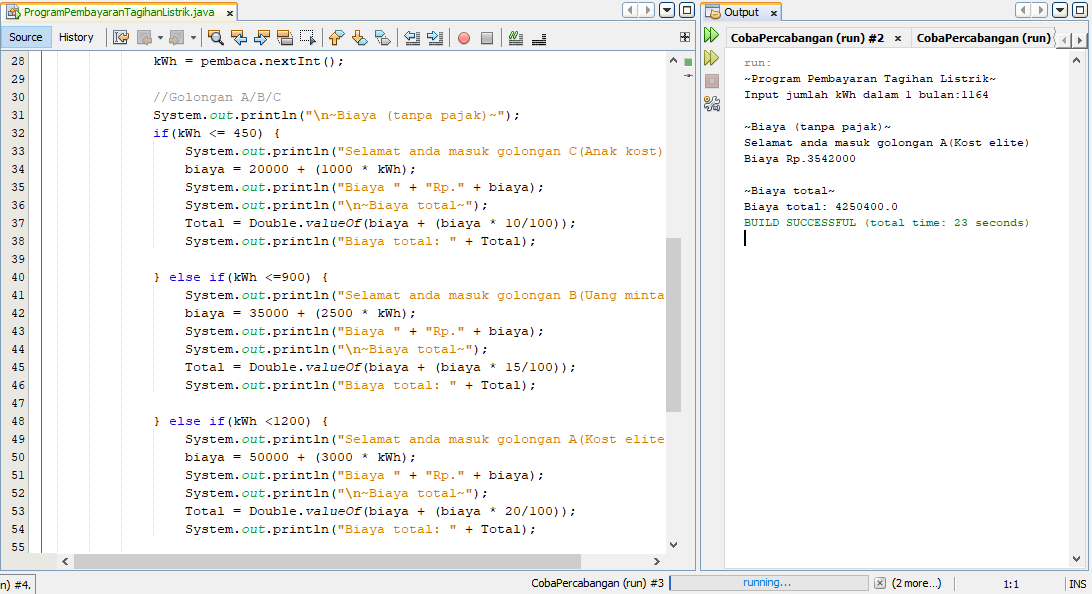 ProgramPembayaranTagihanListrik.java x
Source History
28 kWh = pembaca.nextInt();
29
30 //Golongan A/B/C
31 System.out.println("\n~Biaya (tanpa pajak)~");
32 if(kWh <= 450) {
33 System.out.println("Selamat anda masuk golongan C(Anak kost)
34 biaya = 20000 + (1000 * kWh);
35 System.out.println("Biaya " + "Rp." + biaya);
36 System.out.println("\n~Biaya total~");
37 Total = Double.valueOf(biaya + (biaya * 10/100));
38 System.out.println("Biaya total: " + Total);
39
40 } else if(kWh <=900) {
41 System.out.println("Selamat anda masuk golongan B(Uang minta
42 biaya = 35000 + (2500 * kWh);
43 System.out.println("Biaya " + "Rp." + biaya);
44 System.out.println("\n~Biaya total~");
45 Total = Double.valueOf(biaya + (biaya * 15/100));
46 System.out.println("Biaya total: " + Total);
47
48 } else if(kWh <1200) {
49 System.out.println("Selamat anda masuk golongan A(Kost elite
50 biaya = 50000 + (3000 * kWh);
51 System.out.println("Biaya " + "Rp." + biaya);
52 System.out.println("\n~Biaya total~");
53 Total = Double.valueOf(biaya + (biaya * 20/100));
54 System.out.println("Biaya total: " + Total);
55
Output x
CobaPercabangan (run) #2 x CobaPercabangan (run)
run:
~Program Pembayaran Tagihan Listrik~
Input jumlah kWh dalam 1 bulan:1164
~Biaya (tanpa pajak)~
Selamat anda masuk golongan A(Kost elite)
Biaya Rp.3542000
~Biaya total~
Biaya total: 4250400.0
BUILD SUCCESSFUL (total time: 23 seconds)
n) #4. CobaPercabangan (run) #3 running... (2 more...) 1:1 INS